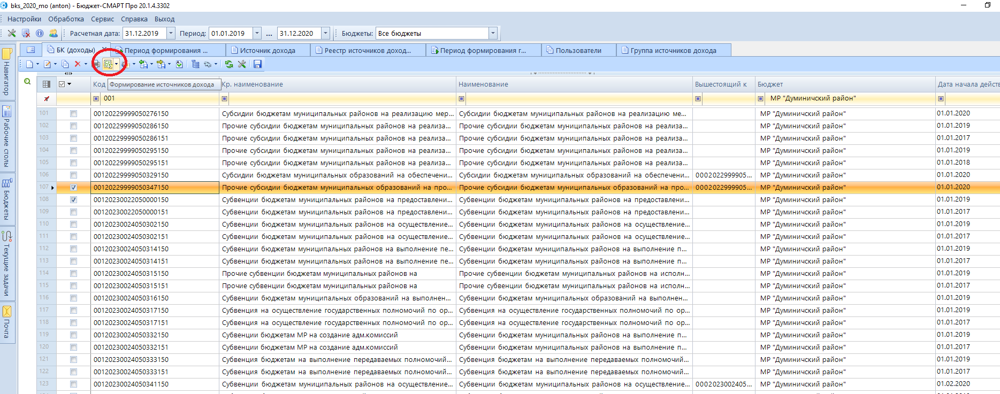 bks_2020_mo (anton) - Бюджет-СМАРТ Про 20.1.4.3302
Настройки Обработка Сервис Справка Выход
Расчетная дата: 31.12.2019 Период: 01.01.2019 ... 31.12.2020 Бюджеты: Все бюджеты
БК (доходы) Период формирования ... Источник дохода Реестр источников доход... Период формирования г... Пользователи Группа источников дохода
Навигатор
Рабочие столы
Бюджеты
Текущие задачи
Почта
Код Формирование источников дохода Кр. наименование Наименование Вышестоящий к Бюджет Дата начала действ
001 МР "Думиничский район"
101 00120229999050276150 Субсидии бюджетам муниципальных районов на реализацию мер... Субсидии бюджетам муниципальных районов на реализацию ме... МР "Думиничский район" 01.01.2020
102 00120229999050286150 Прочие субсидии бюджетам муниципальных районов на реализа... Прочие субсидии бюджетам муниципальных районов на реализа... МР "Думиничский район" 01.01.2019
103 00120229999050286151 Прочие субсидии бюджетам муниципальных районов на реализа... Прочие субсидии бюджетам муниципальных районов на реализа... МР "Думиничский район" 01.01.2017
104 00120229999050295150 Прочие субсидии бюджетам муниципальных районов на реализа... Прочие субсидии бюджетам муниципальных районов на реализа... МР "Думиничский район" 01.01.2019
105 00120229999050295151 Прочие субсидии бюджетам муниципальных районов на реализа... Прочие субсидии бюджетам муниципальных районов на реализа... МР "Думиничский район" 01.01.2018
106 00120229999050329150 Субсидии бюджетам муниципальных образований на обеспечени... Субсидии бюджетам муниципальных образований на обеспечени... 0002022999905... МР "Думиничский район" 01.01.2020
107 00120229999050347150 Прочие субсидии бюджетам муниципальных образований на про... Прочие субсидии бюджетам муниципальных образований на про... 0002022999905... МР "Думиничский район" 01.01.2020
108 00120230022050000150 Субвенции бюджетам муниципальных районов на предоставлени... Субвенции бюджетам муниципальных районов на предоставлени... МР "Думиничский район" 01.01.2019
109 00120230022050000151 Субвенции бюджетам муниципальных районов на предоставлени... Субвенции бюджетам муниципальных районов на предоставлени... МР "Думиничский район" 01.01.2017
110 00120230024050302150 Субвенции бюджетам муниципальных районов на осуществление... Субвенции бюджетам муниципальных районов на осуществление... МР "Думиничский район" 01.01.2019
111 00120230024050302151 Субвенции бюджетам муниципальных районов на осуществление... Субвенции бюджетам муниципальных районов на осуществление... МР "Думиничский район" 01.01.2017
112 00120230024050314150 Субвенции бюджетам муниципальных районов на выполнение пе... Субвенции бюджетам муниципальных районов на выполнение п... МР "Думиничский район" 01.01.2019
113 00120230024050314151 Субвенции бюджетам муниципальных районов на выполнение пе... Субвенции бюджетам муниципальных районов на выполнение п... МР "Думиничский район" 01.01.2017
114 00120230024050315150 Прочие субвенции бюджетам муниципальных районов на Прочие субвенции бюджетам муниципальных районов на исполн... МР "Думиничский район" 01.01.2019
115 00120230024050315151 Прочие субвенции бюджетам муниципальных районов на Прочие субвенции бюджетам муниципальных районов на исполн... МР "Думиничский район" 01.01.2017
116 00120230024050316150 Субвенции бюджетам муниципальных образований на выполнен... Субвенции бюджетам муниципальных образований на выполнен... МР "Думиничский район" 01.01.2019
117 00120230024050317150 Субвенция на осуществление государственных полномочий по ор... Субвенция на осуществление государственных полномочий по ор... МР "Думиничский район" 01.01.2019
118 00120230024050317151 Субвенция на осуществление государственных полномочий по ор... Субвенция на осуществление государственных полномочий по ор... МР "Думиничский район" 01.01.2017
119 00120230024050332150 Субвенции бюджетам МР на создание адм.комиссий Субвенции бюджетам муниципальных районов на выполнение п... МР "Думиничский район" 01.01.2019
120 00120230024050332151 Субвенции бюджетам МР на создание адм.комиссий Субвенции бюджетам муниципальных районов на выполнение п... МР "Думиничский район" 01.01.2017
121 00120230024050333150 Субвенция бюджетам на выполнение передаваемых полномочий... Субвенция бюджетам на выполнение передаваемых полномочий... МР "Думиничский район" 01.01.2019
122 00120230024050333151 Субвенция бюджетам на выполнение передаваемых полномочий... Субвенция бюджетам на выполнение передаваемых полномочий... МР "Думиничский район" 01.01.2017
123 00120230024050341150 Субвенции бюджетам муниципальных районов на осуществление... Субвенции бюджетам муниципальных районов на осуществление... 0002023002405... МР "Думиничский район" 01.02.2020